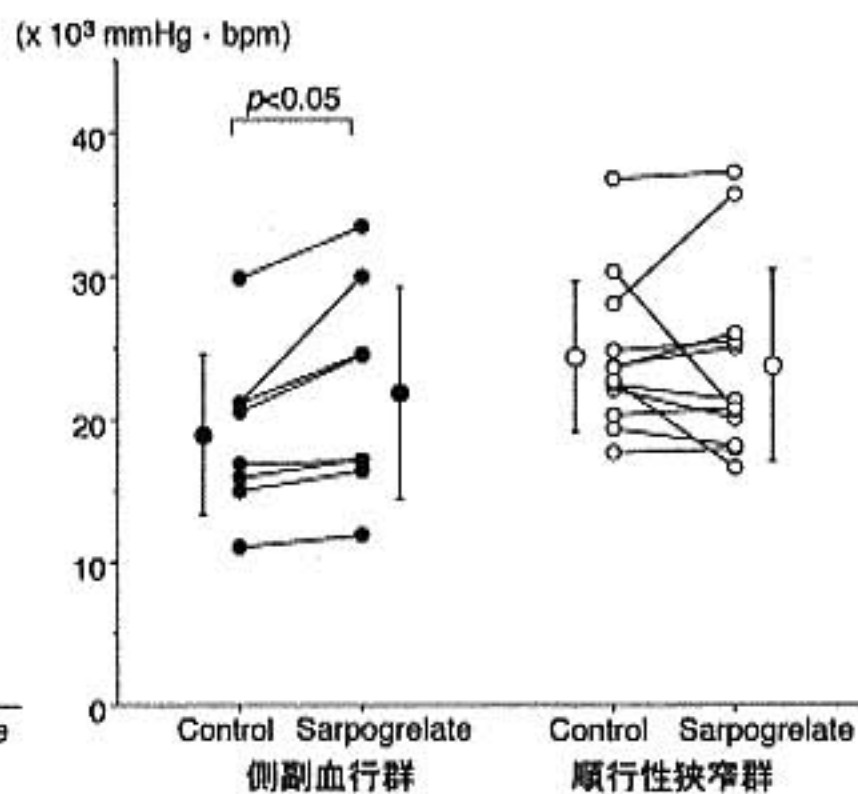 (x 10³ mmHg · bpm)
p<0.05
40
30
20
10
0
e
Control Sarpogrelate Control Sarpogrelate
側副血行群 順行性狭窄群